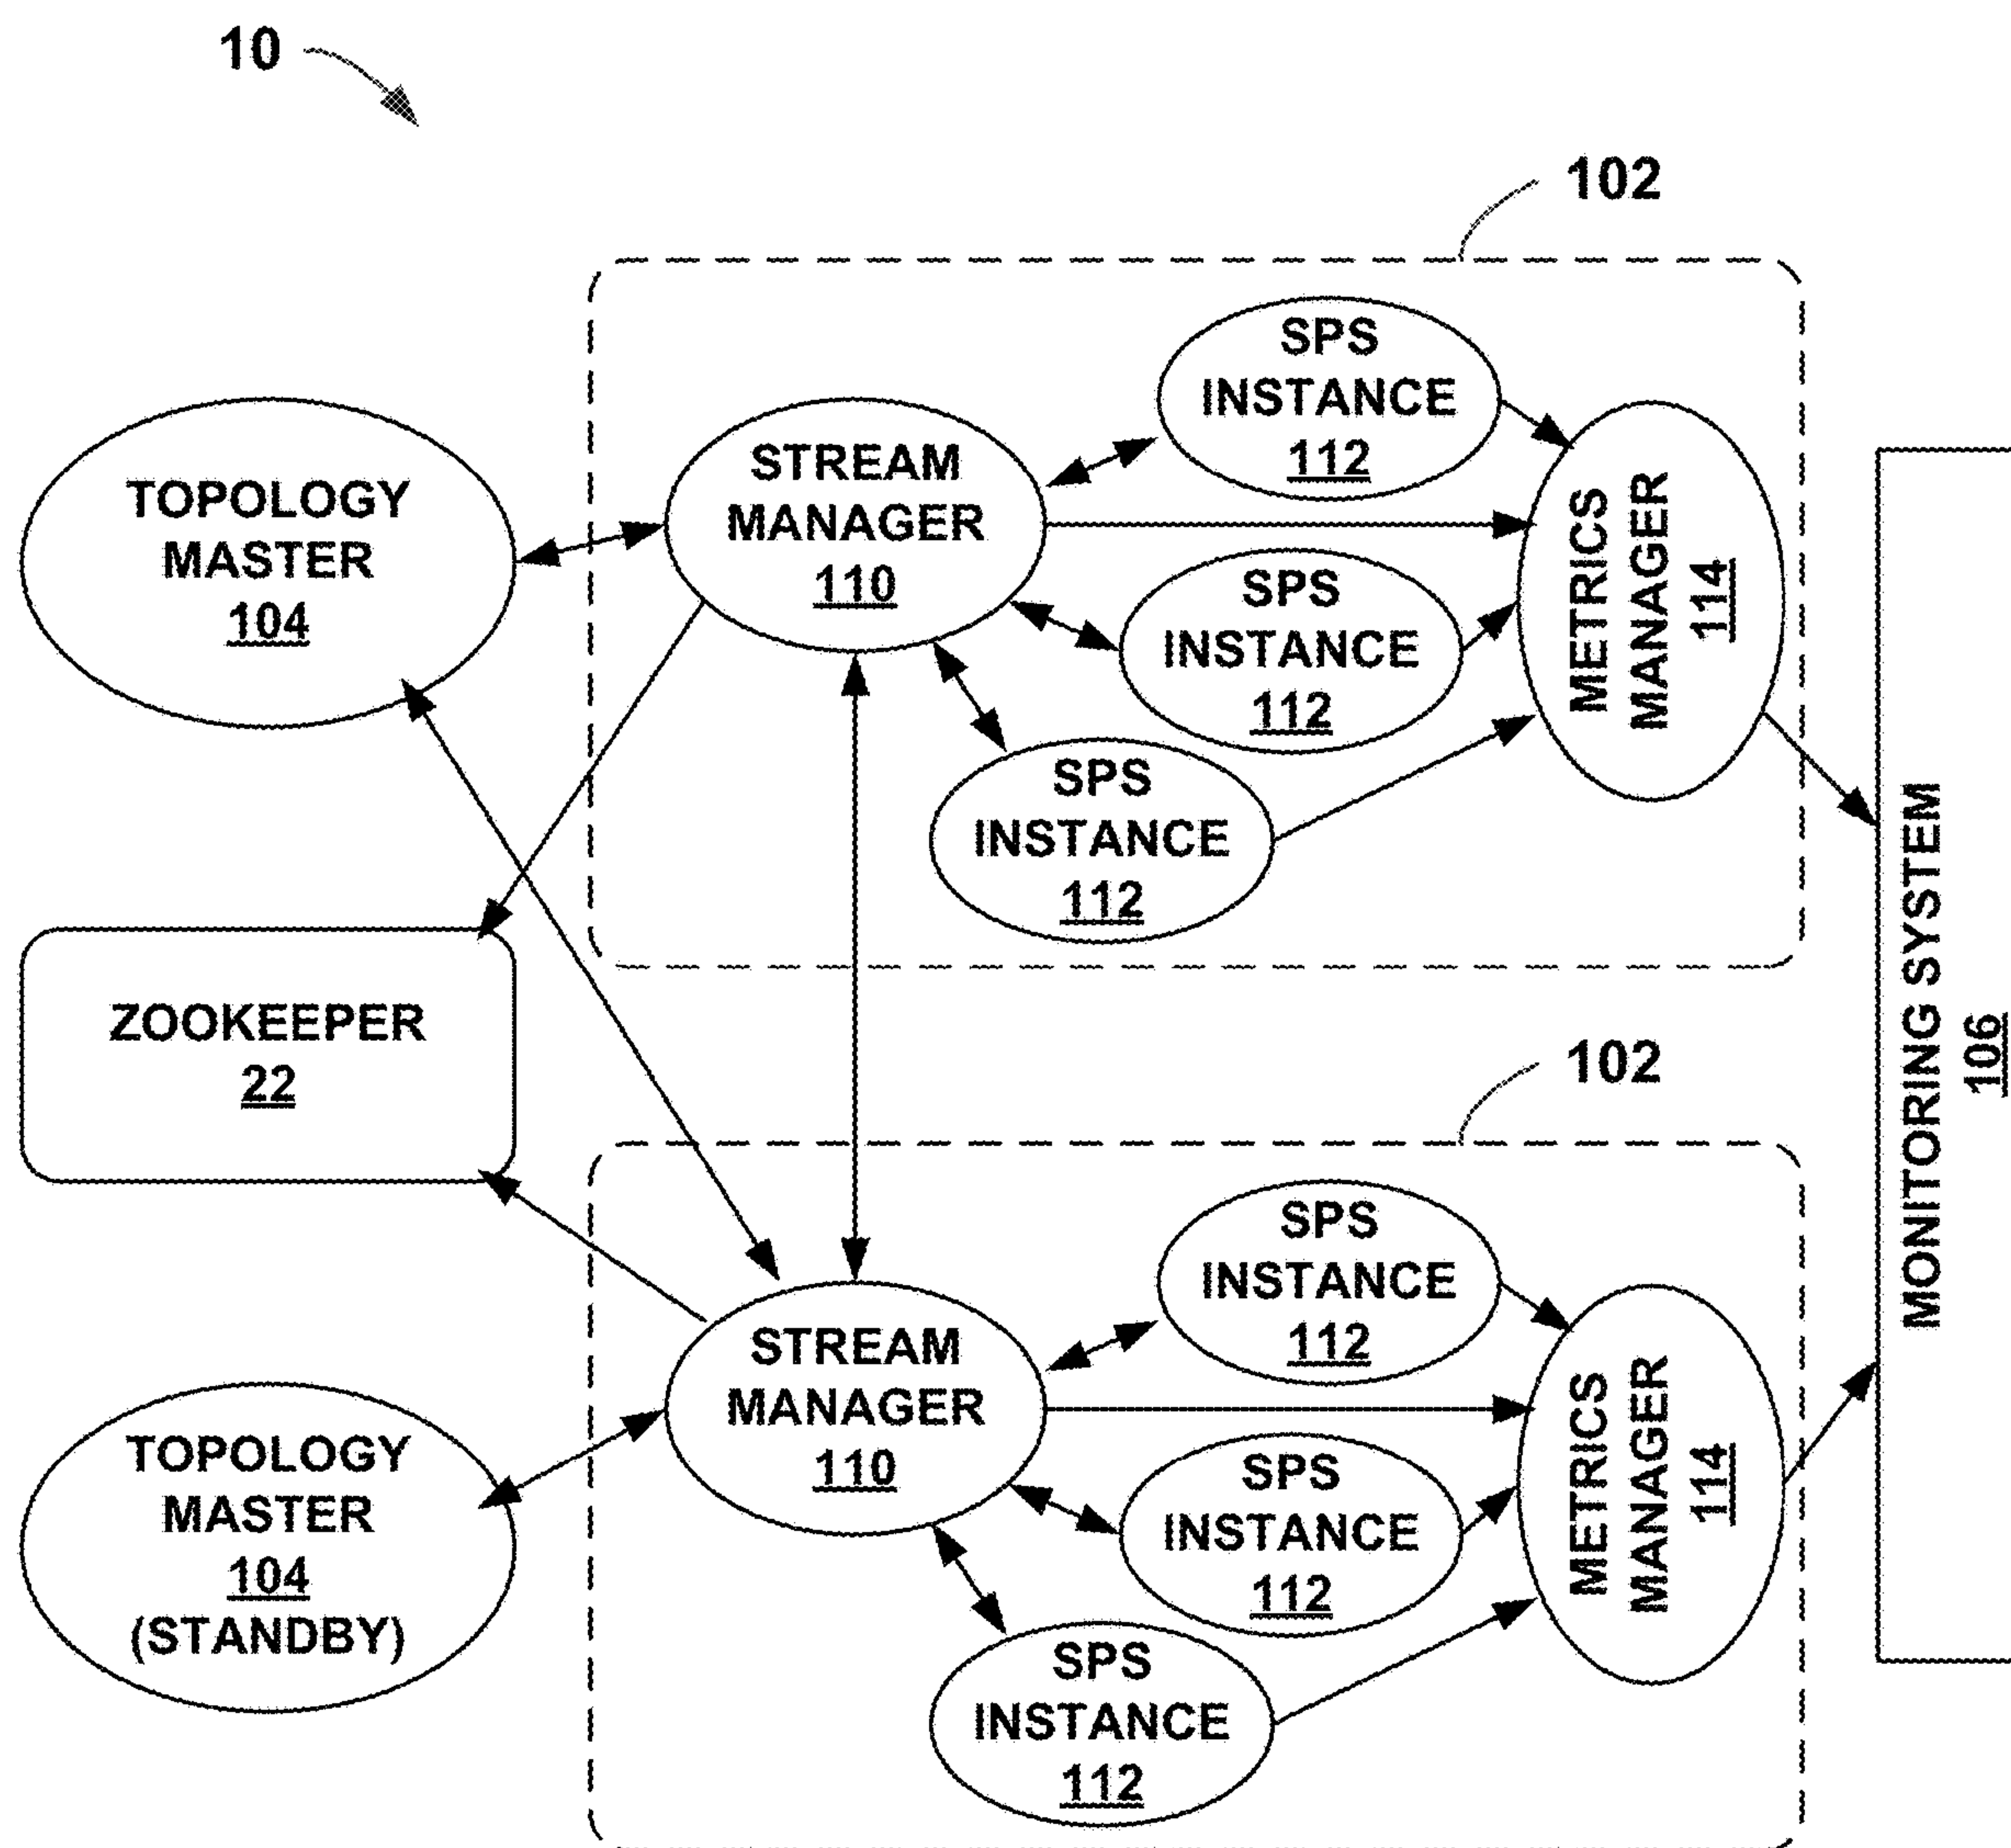 10
102
SPS
INSTANCE
112
STREAM
MANAGER
110
TOPOLOGY
MASTER
104
SPS
INSTANCE
112
METRICS
MANAGER
114
SPS
INSTANCE
112
MONITORING SYSTEM
106
ZOOKEEPER
22
102
SPS
INSTANCE
112
STREAM
MANAGER
110
TOPOLOGY
MASTER
104
(STANDBY)
SPS
INSTANCE
112
METRICS
MANAGER
114
SPS
INSTANCE
112